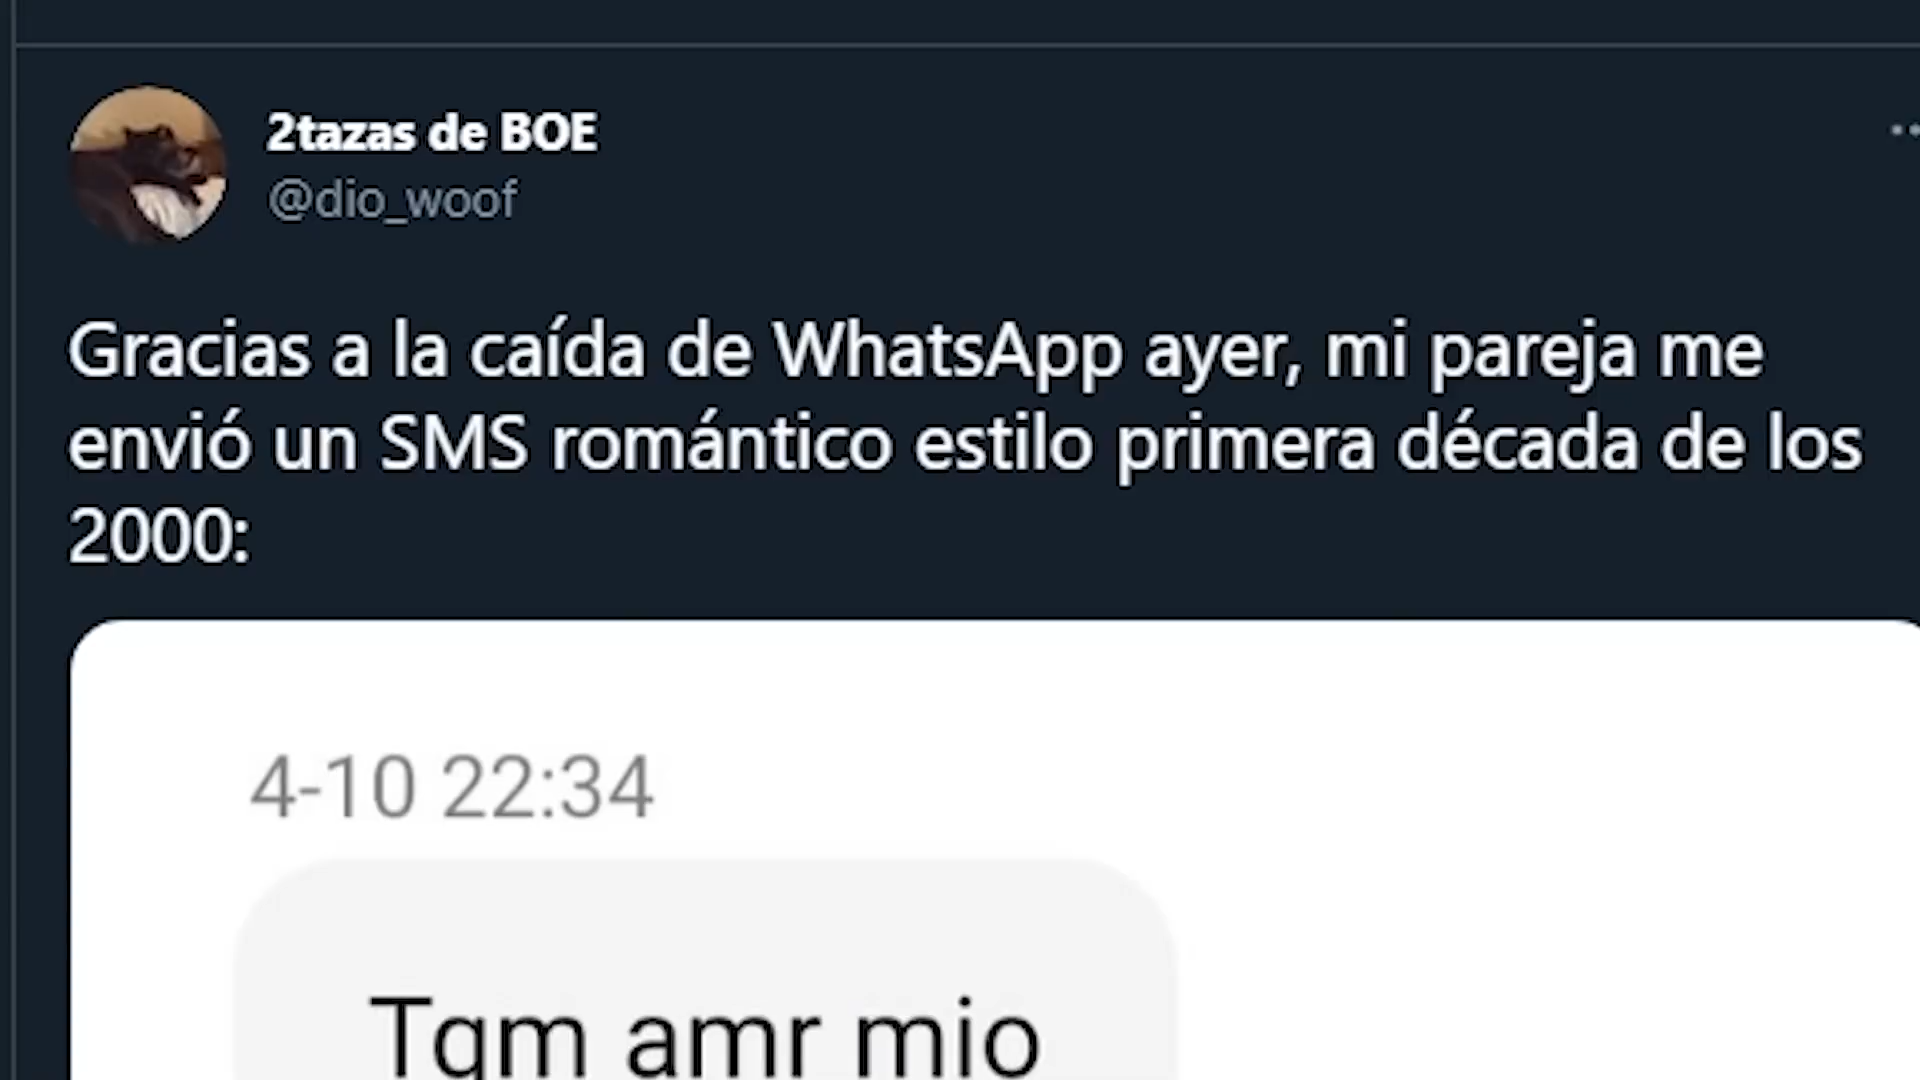 2tazas de BOE
@dio_woof
Gracias a la caída de WhatsApp ayer, mi pareja me
envió un SMS romántico estilo primera década de los
2000:
4-10 22:34
Tqm amr mio